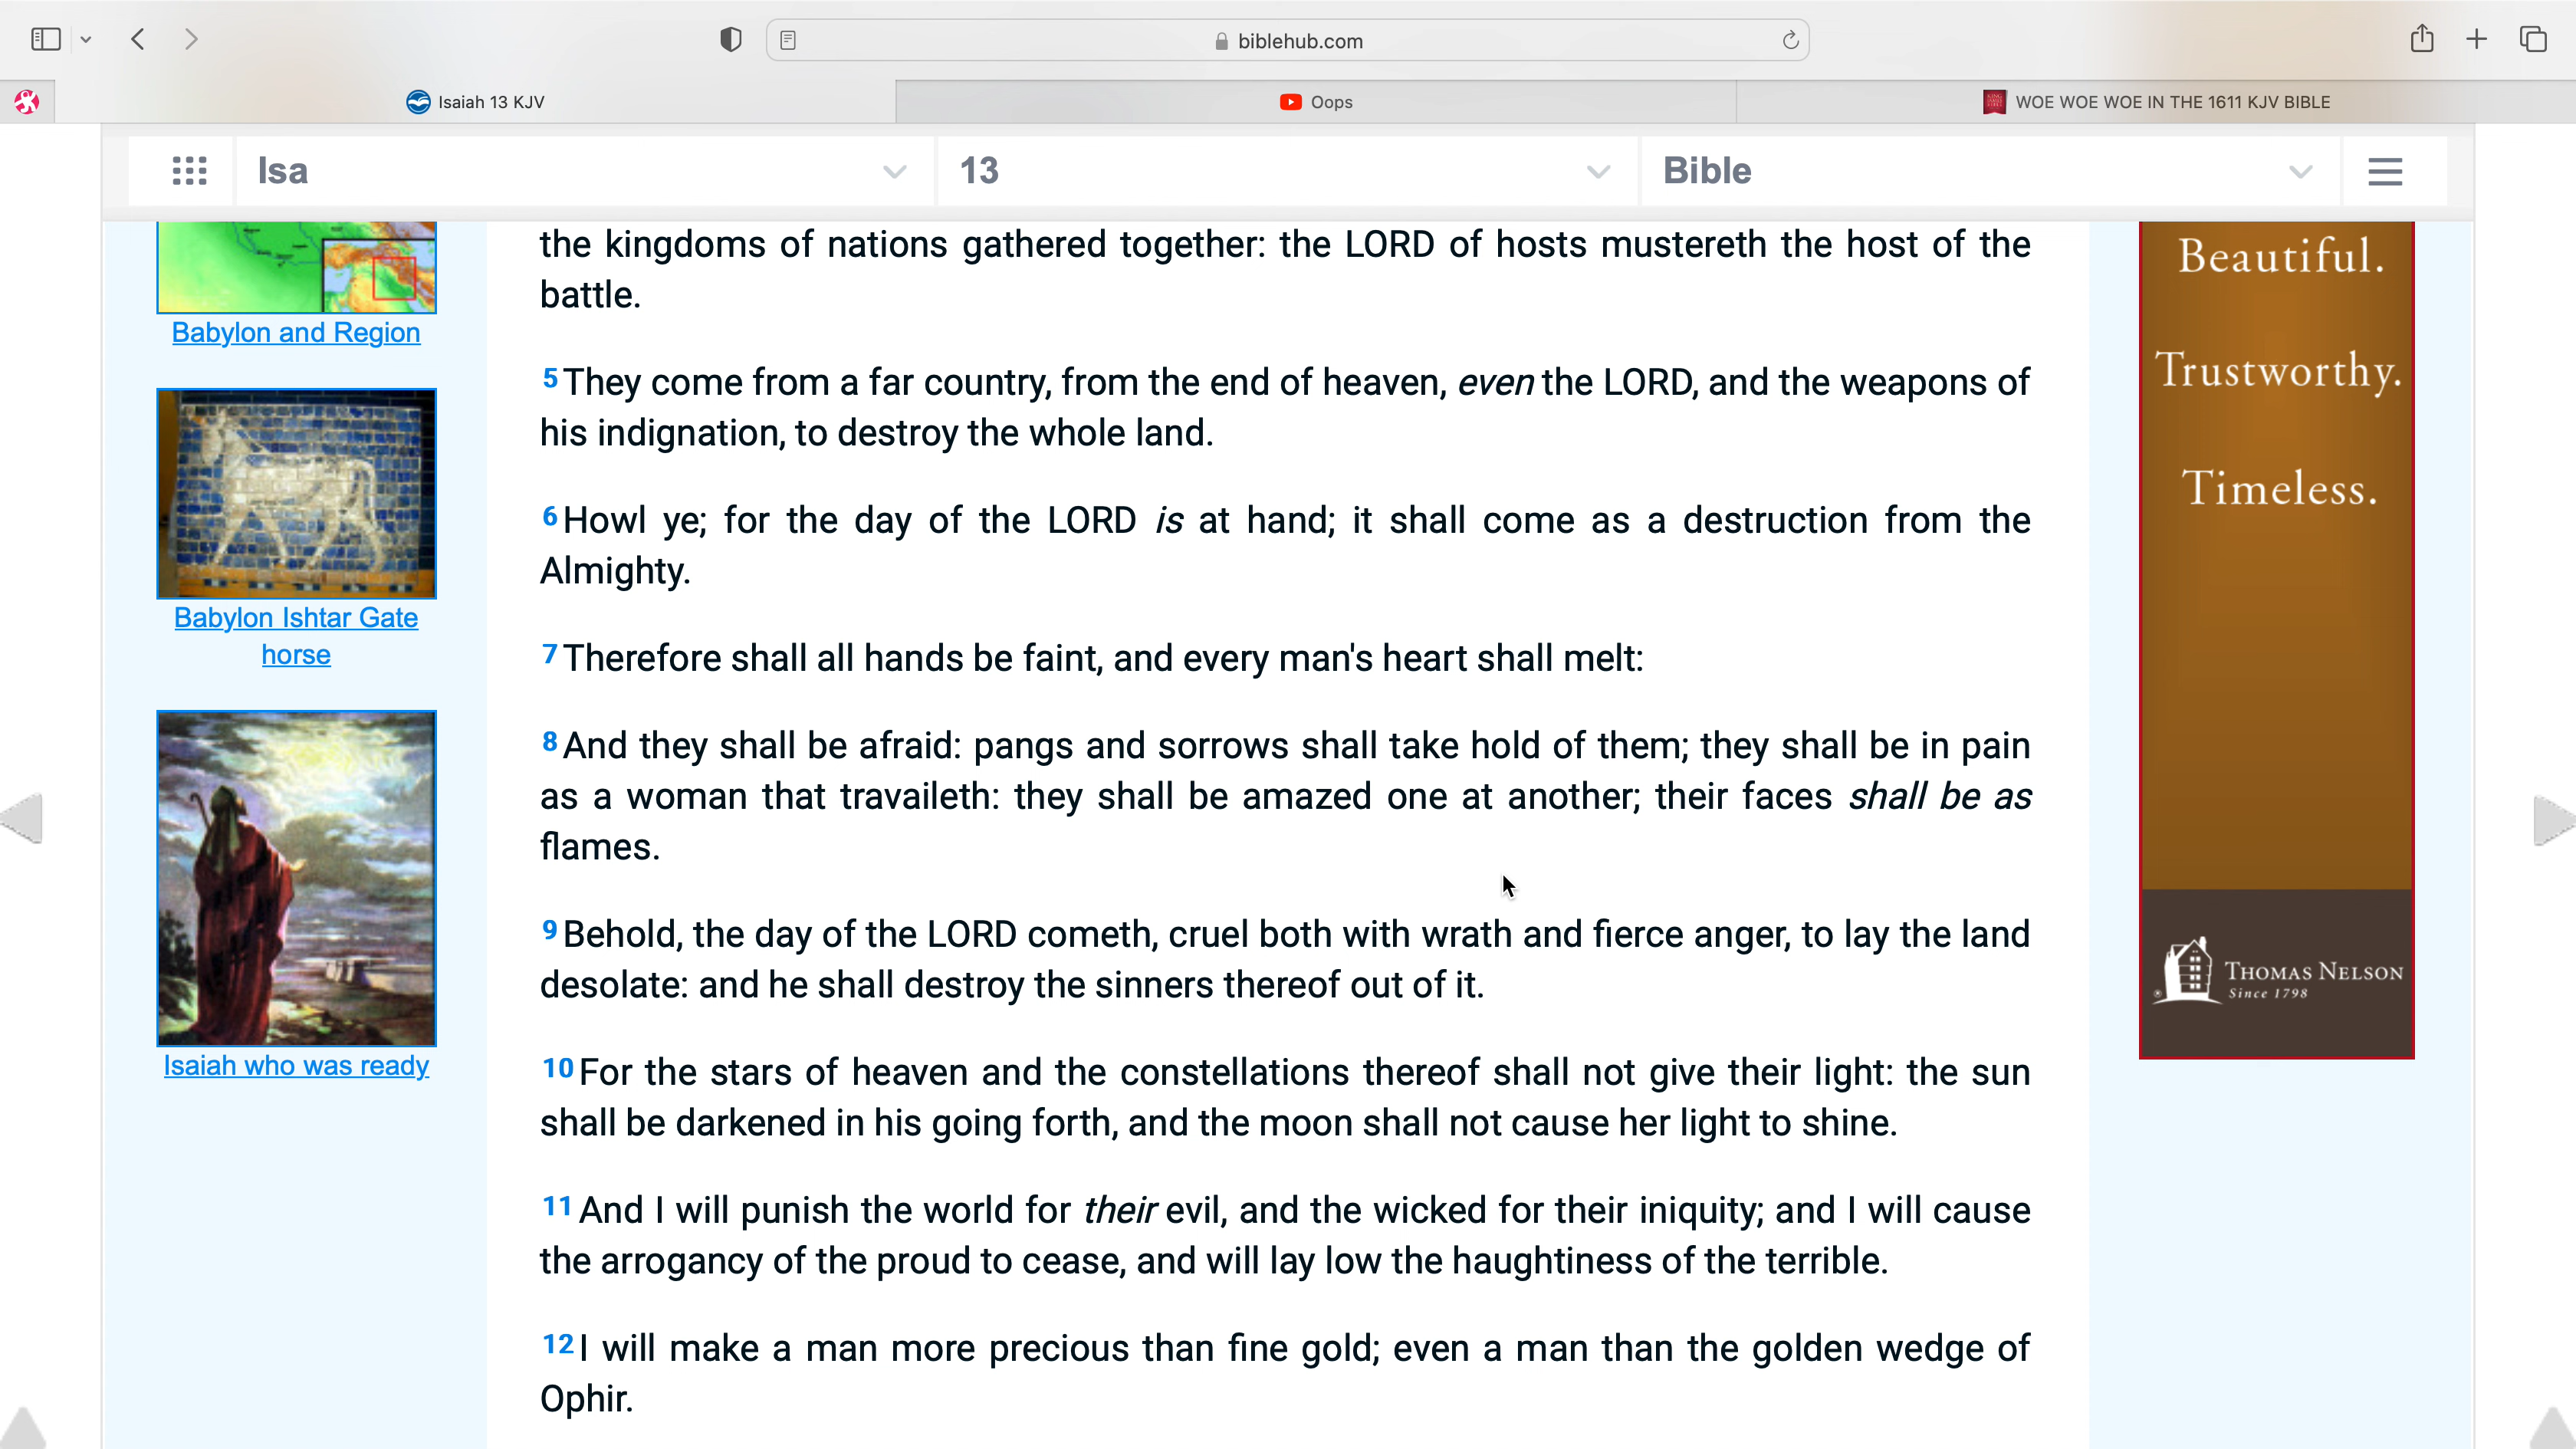 biblehub.com
Isaiah 13 KJV
Oops
WOE WOE WOE IN THE 1611 KJV BIBLE
Isa
13
Bible
Babylon and Region
Babylon Ishtar Gate
horse
Isaiah who was ready
the kingdoms of nations gathered together: the LORD of hosts mustereth the host of the
battle.
5 They come from a far country, from the end of heaven, even the LORD, and the weapons of
his indignation, to destroy the whole land.
6 Howl ye; for the day of the LORD is at hand; it shall come as a destruction from the
Almighty.
7 Therefore shall all hands be faint, and every man's heart shall melt:
8 And they shall be afraid: pangs and sorrows shall take hold of them; they shall be in pain
as a woman that travaileth: they shall be amazed one at another; their faces shall be as
flames.
9 Behold, the day of the LORD cometh, cruel both with wrath and fierce anger, to lay the land
desolate: and he shall destroy the sinners thereof out of it.
10 For the stars of heaven and the constellations thereof shall not give their light: the sun
shall be darkened in his going forth, and the moon shall not cause her light to shine.
11 And I will punish the world for their evil, and the wicked for their iniquity; and I will cause
the arrogancy of the proud to cease, and will lay low the haughtiness of the terrible.
12 I will make a man more precious than fine gold; even a man than the golden wedge of
Ophir.
Beautiful.
Trustworthy.
Timeless.
THOMAS NELSON
Since 1798